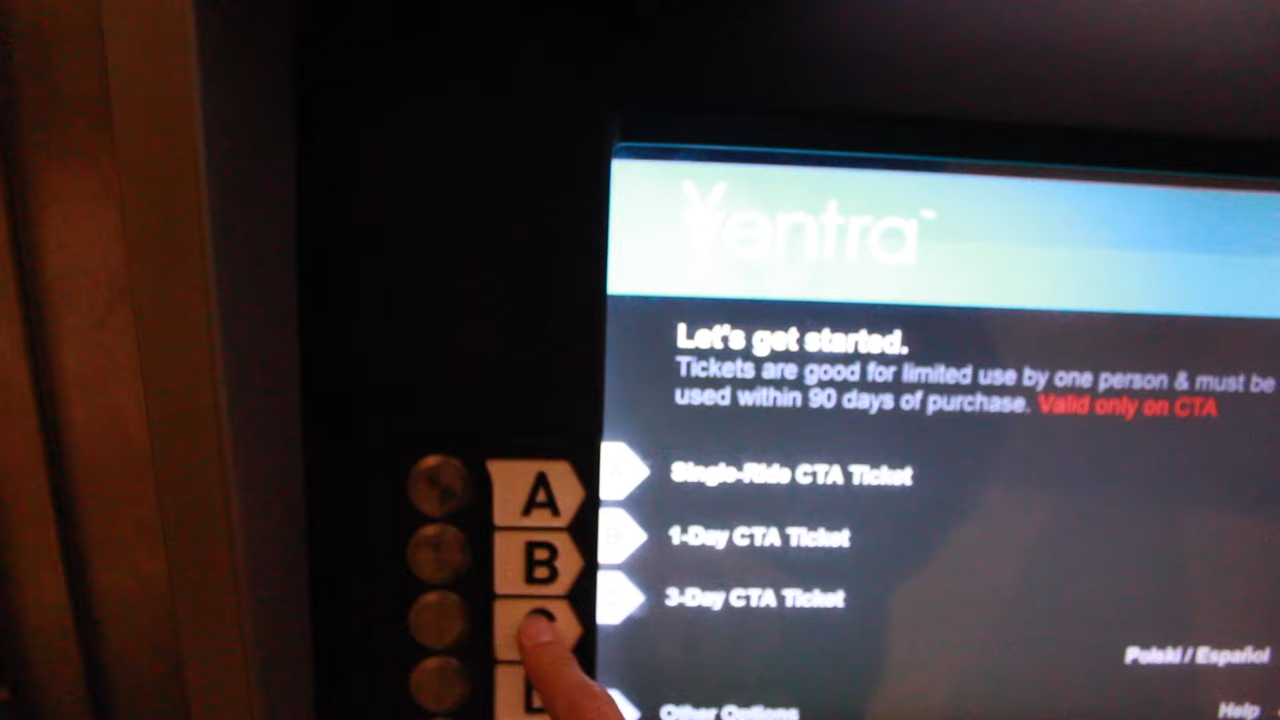 Ventra™
Let's get started.
Tickets are good for limited use by one person & must be
used within 90 days of purchase. Valid only on CTA
A
Single-Ride CTA Ticket
B
1-Day CTA Ticket
3-Day CTA Ticket
Polski / Español
Other Options
Help